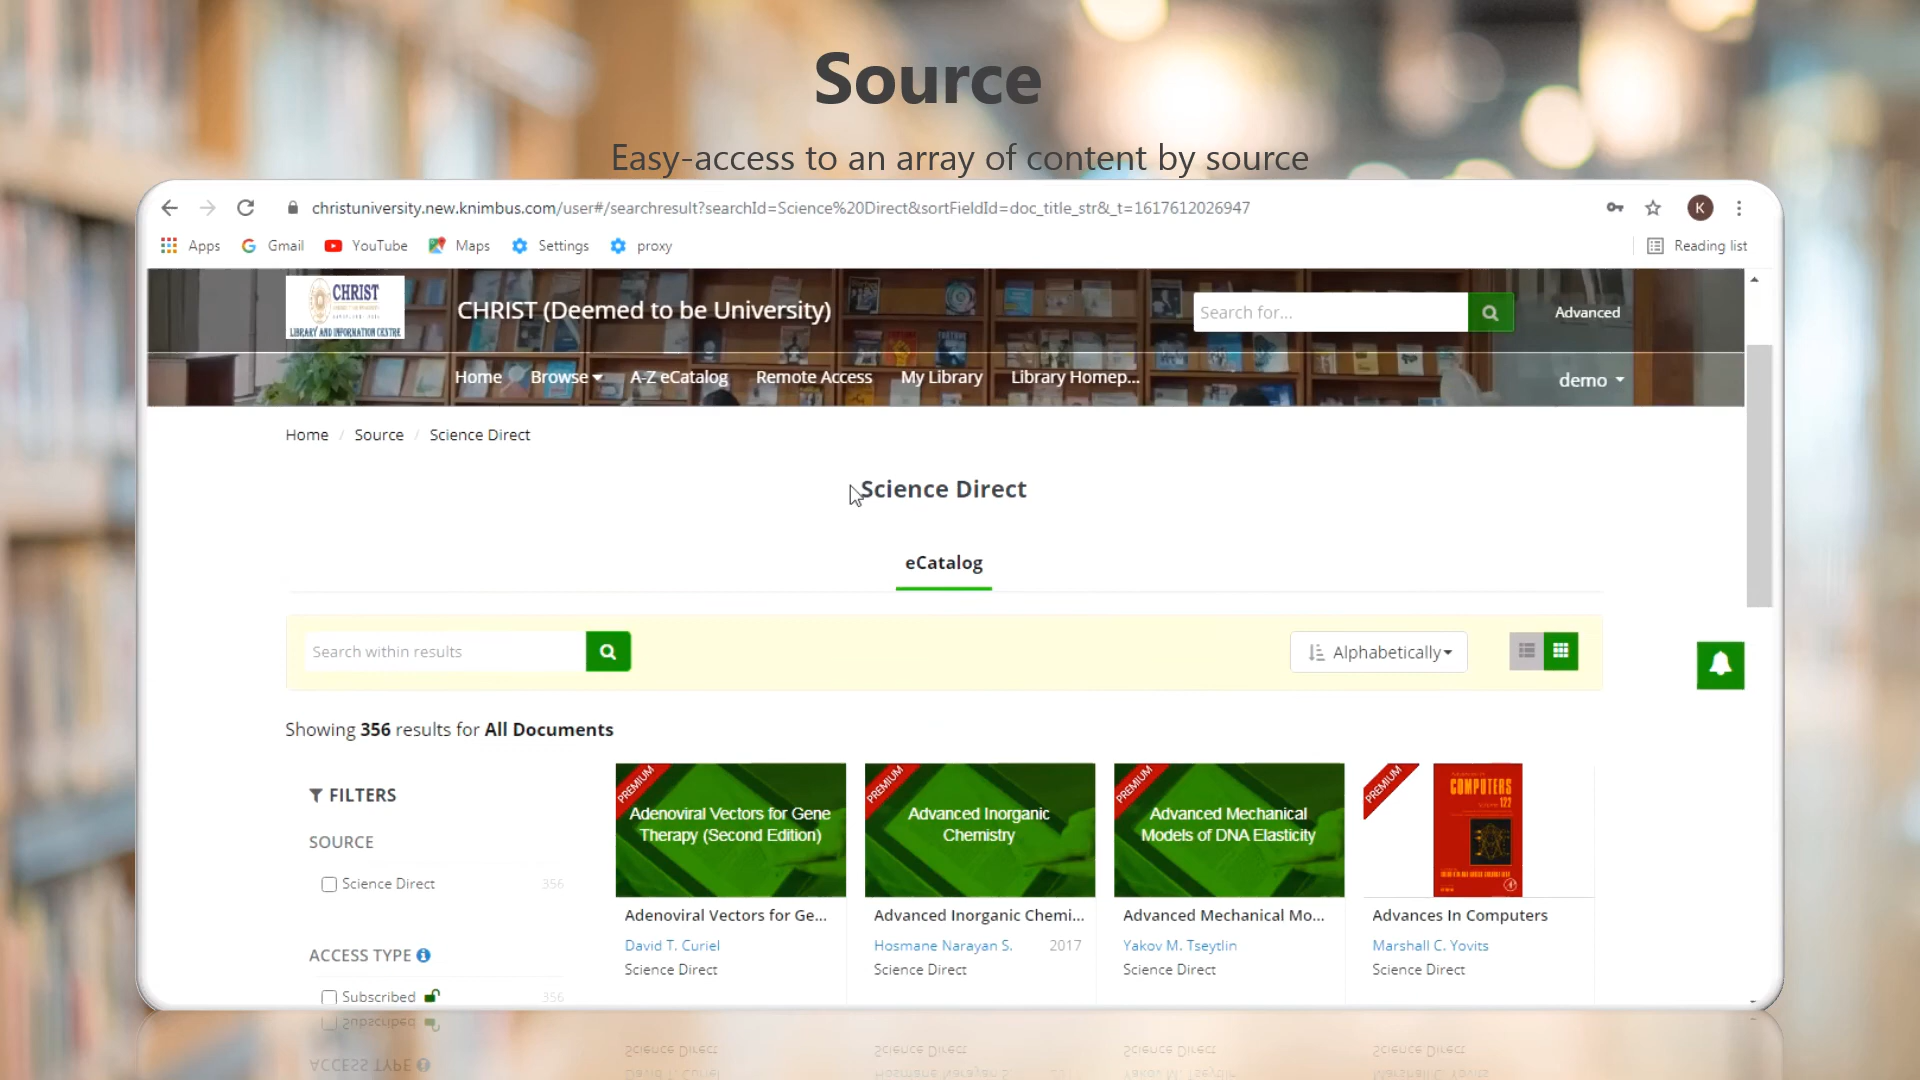 Source
Easy-access to an array of content by source
christuniversity.new.knimbus.com/user#/searchresult?searchId=Science%20Direct&sortFieldId=doc_title_str&_t=1617612026947
K
Apps Gmail YouTube Maps Settings proxy Reading list
CHRIST
LIBRARY AND INFORMATION CENTRE
CHRIST (Deemed to be University)
Search for...
Advanced
Home Browse A-Z eCatalog Remote Access My Library Library Homep... demo
Home / Source / Science Direct
Science Direct
eCatalog
Search within results
Alphabetically
Showing 356 results for All Documents
FILTERS
SOURCE
Science Direct 356
ACCESS TYPE
Subscribed 356
PREMIUM
Adenoviral Vectors for Gene
Therapy (Second Edition)
Adenoviral Vectors for Ge...
David T. Curiel
Science Direct
PREMIUM
Advanced Inorganic
Chemistry
Advanced Inorganic Chemi...
Hosmane Narayan S. 2017
Science Direct
PREMIUM
Advanced Mechanical
Models of DNA Elasticity
Advanced Mechanical Mo...
Yakov M. Tseytlin
Science Direct
PREMIUM
COMPUTERS
122
Advances In Computers
Marshall C. Yovits
Science Direct